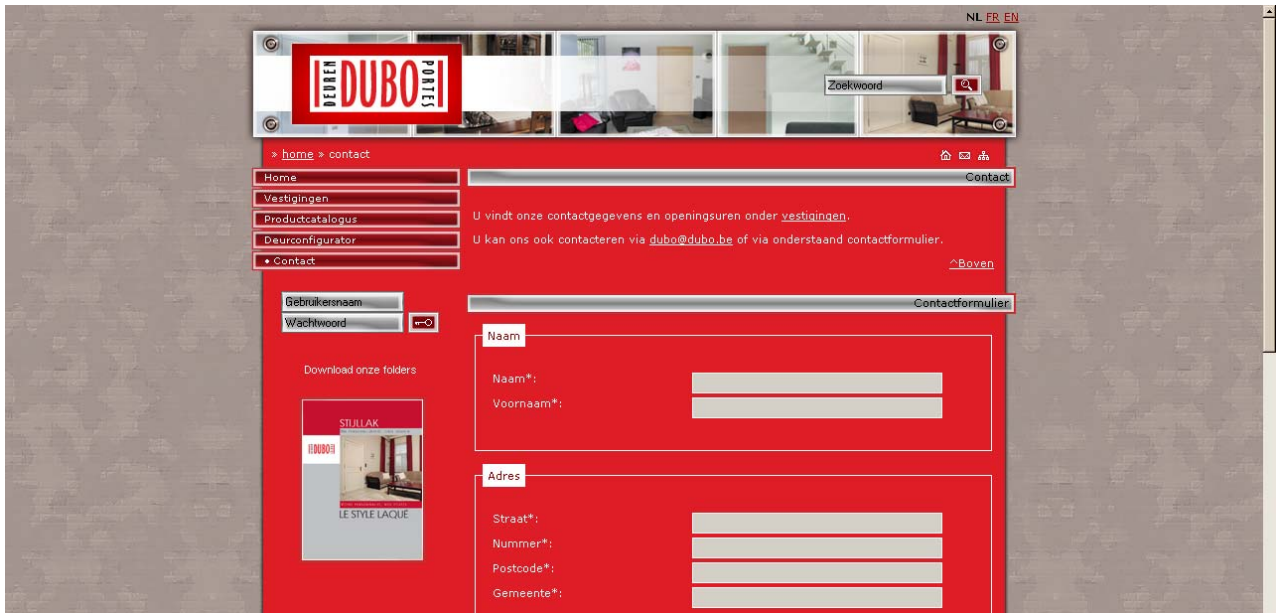 NL FR EN
DEUREN DUBO PORTES
Zoekwoord
» home » contact
Home
Vestigingen
Productcatalogus
Deurconfigurator
• Contact
Gebruikersnaam
Wachtwoord
Download onze folders
STIJLLAK
DUBO
LE STYLE LAQUÉ
Contact
U vindt onze contactgegevens en openingsuren onder vestigingen.
U kan ons ook contacteren via dubo@dubo.be of via onderstaand contactformulier.
^Boven
Contactformulier
Naam
Naam*:
Voornaam*:
Adres
Straat*:
Nummer*:
Postcode*:
Gemeente*: